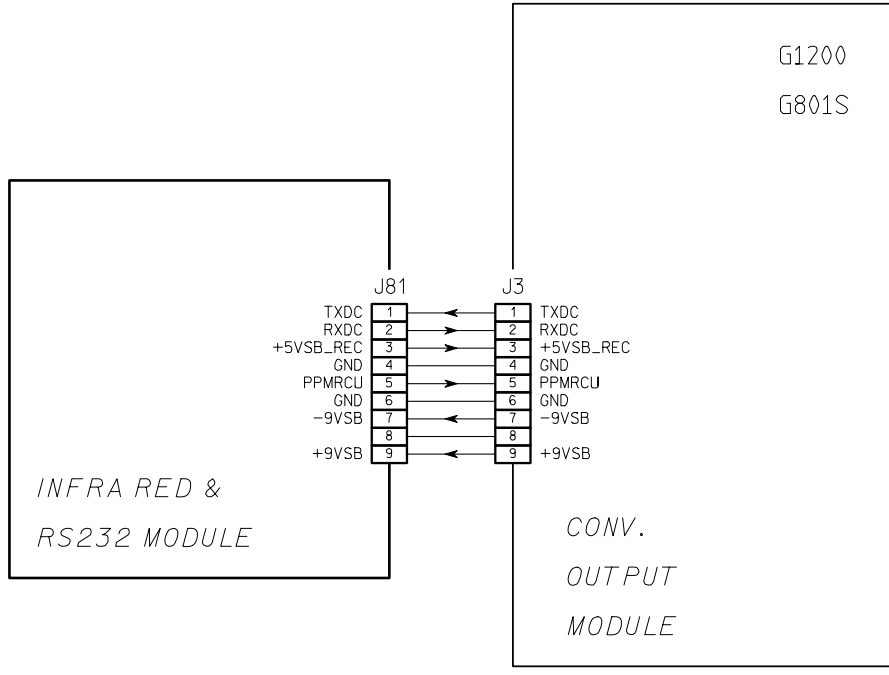 G1200
G801S
J81 J3
TXDC 1 1 TXDC
RXDC 2 2 RXDC
+5VSB_REC 3 3 +5VSB_REC
GND 4 4 GND
PPMRCU 5 5 PPMRCU
GND 6 6 GND
-9VSB 7 7 -9VSB
8 8
+9VSB 9 9 +9VSB
INFRA RED &
RS232 MODULE
CONV.
OUTPUT
MODULE